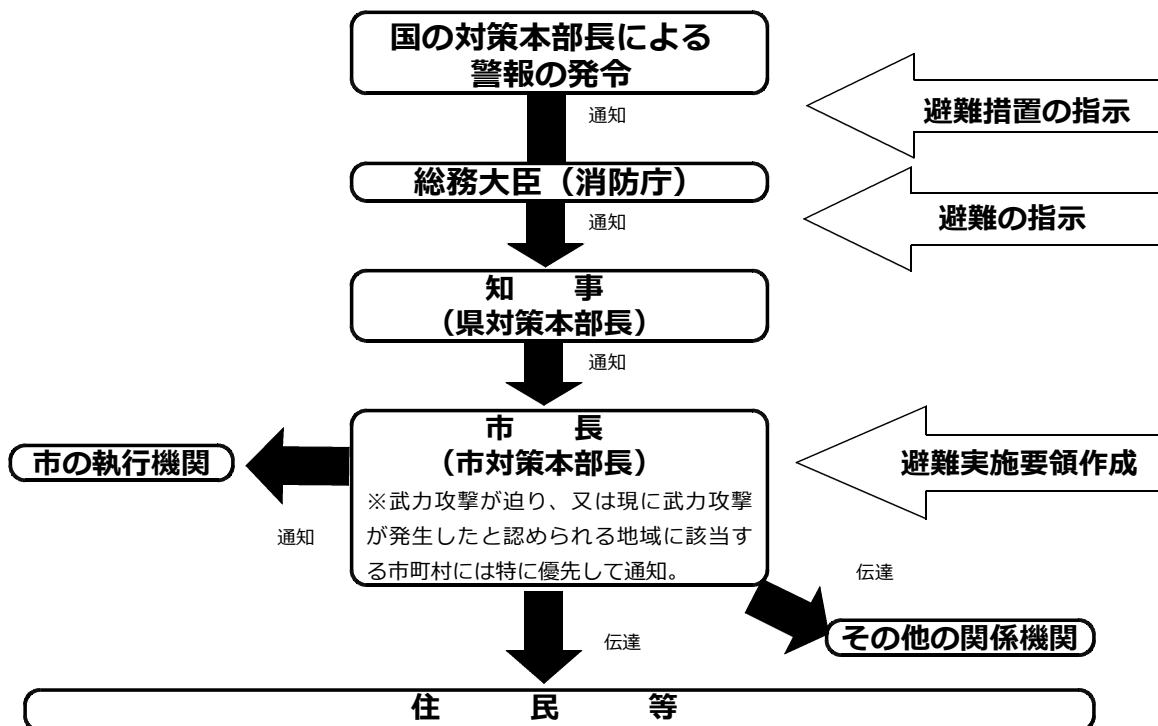 国の対策本部長による
警報の発令
通知
避難措置の指示
総務大臣（消防庁）
通知
避難の指示
知　事
（県対策本部長）
通知
市　長
（市対策本部長）
※武力攻撃が迫り、又は現に武力攻撃
が発生したと認められる地域に該当す
る市町村には特に優先して通知。
市の執行機関
通知
避難実施要領作成
伝達
その他の関係機関
伝達
住　民　等